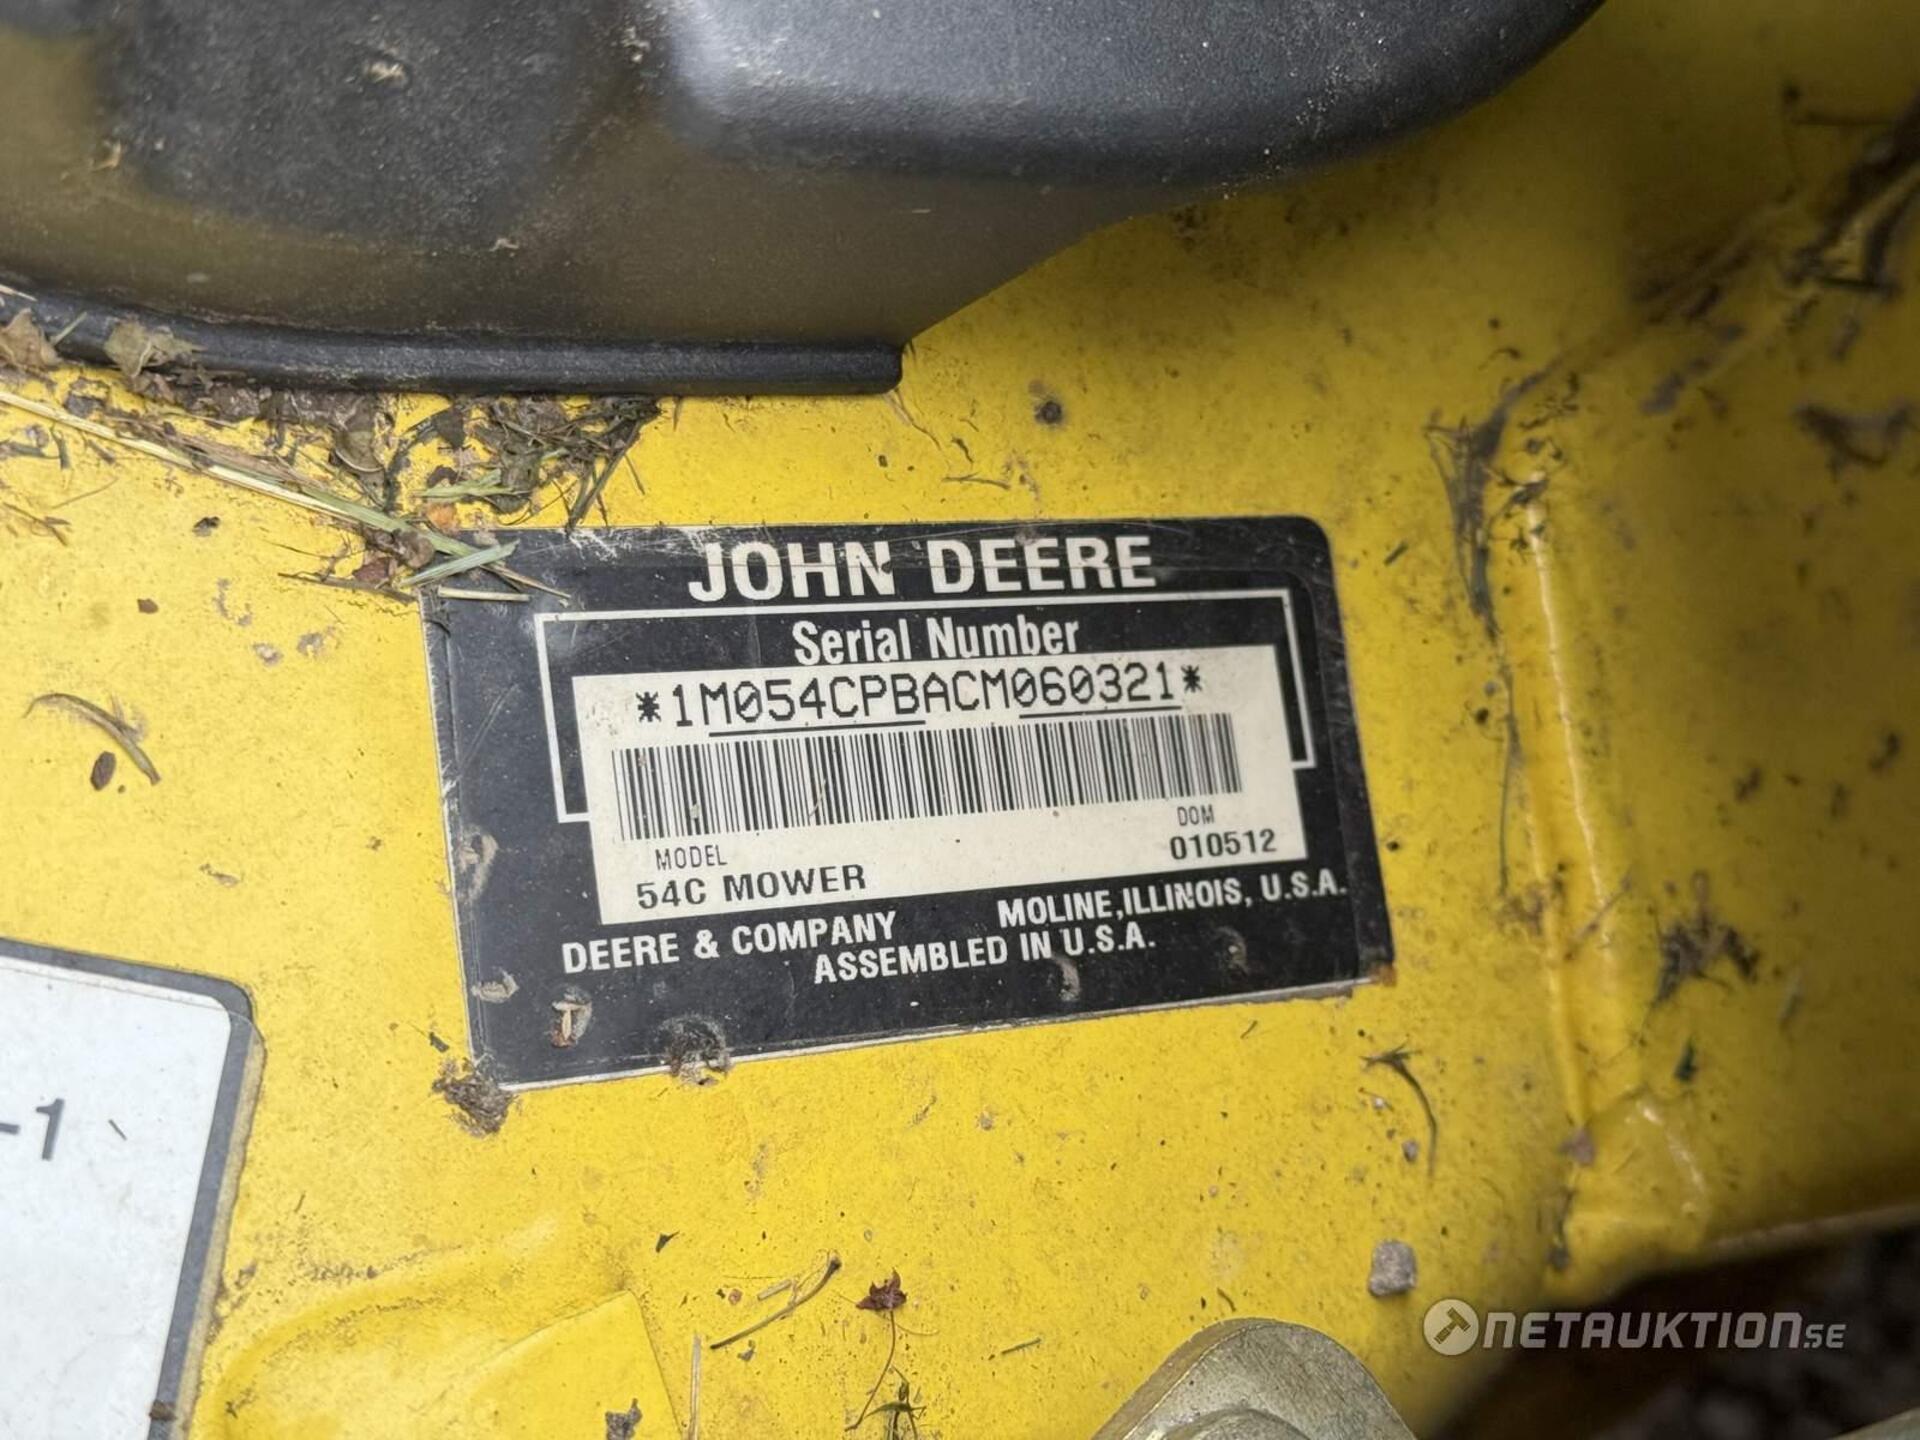 JOHN DEERE
Serial Number
*1M054CPBACM060321*
MODEL DOM
54C MOWER 010512
DEERE & COMPANY MOLINE, ILLINOIS, U.S.A.
ASSEMBLED IN U.S.A.
-1
NETAUKTION.SE